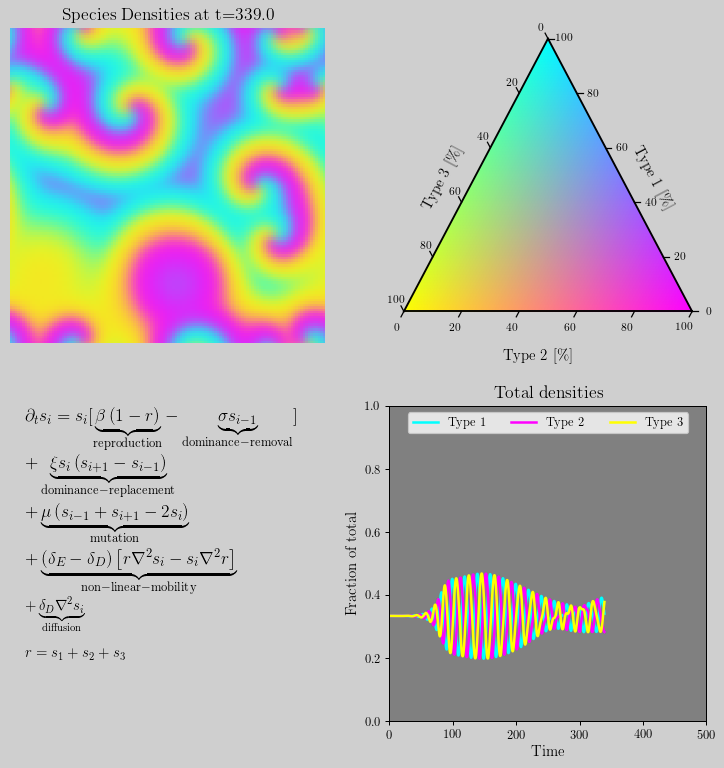 Species Densities at t=339.0
0
100
20
80
40
60
60
40
80
20
100
0
0 20 40 60 80 100
Type 3 [%]
Type 1 [%]
Type 2 [%]
∂ₜsᵢ = sᵢ[ β (1 − r) − σsᵢ₋₁ ]
reproduction dominance−removal
+ ξsᵢ (sᵢ₊₁ − sᵢ₋₁)
dominance−replacement
+ μ (sᵢ₋₁ + sᵢ₊₁ − 2sᵢ)
mutation
+ (δ_E − δ_D) [r∇²sᵢ − sᵢ∇²r]
non−linear−mobility
+ δ_D∇²sᵢ
diffusion
r = s₁ + s₂ + s₃
Total densities
Type 1 Type 2 Type 3
1.0
0.8
0.6
0.4
0.2
0.0
Fraction of total
0 100 200 300 400 500
Time